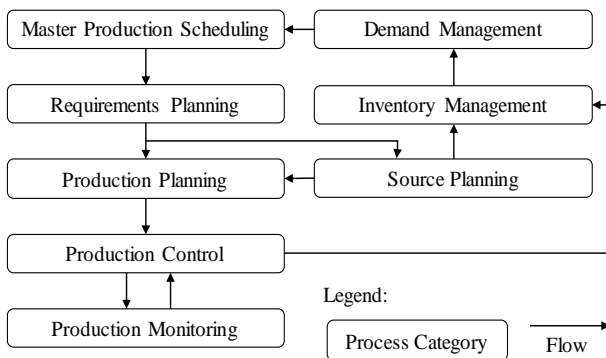 Master Production Scheduling
Demand Management
Requirements Planning
Inventory Management
Production Planning
Source Planning
Production Control
Production Monitoring
Legend:
Process Category
Flow